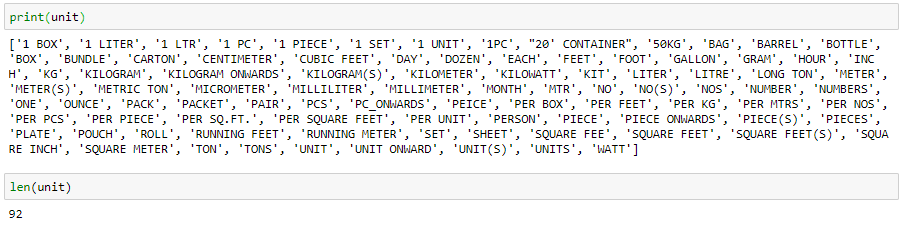 print(unit)
['1 BOX', '1 LITER', '1 LTR', '1 PC', '1 PIECE', '1 SET', '1 UNIT', '1PC', "20' CONTAINER", '50KG', 'BAG', 'BARREL', 'BOTTLE',
'BOX', 'BUNDLE', 'CARTON', 'CENTIMETER', 'CUBIC FEET', 'DAY', 'DOZEN', 'EACH', 'FEET', 'FOOT', 'GALLON', 'GRAM', 'HOUR', 'INC
H', 'KG', 'KILOGRAM', 'KILOGRAM ONWARDS', 'KILOGRAM(S)', 'KILOMETER', 'KILOWATT', 'KIT', 'LITER', 'LITRE', 'LONG TON', 'METER',
'METER(S)', 'METRIC TON', 'MICROMETER', 'MILLILITER', 'MILLIMETER', 'MONTH', 'MTR', 'NO', 'NO(S)', 'NOS', 'NUMBER', 'NUMBERS',
'ONE', 'OUNCE', 'PACK', 'PACKET', 'PAIR', 'PCS', 'PC_ONWARDS', 'PEICE', 'PER BOX', 'PER FEET', 'PER KG', 'PER MTRS', 'PER NOS',
'PER PCS', 'PER PIECE', 'PER SQ.FT.', 'PER SQUARE FEET', 'PER UNIT', 'PERSON', 'PIECE', 'PIECE ONWARDS', 'PIECE(S)', 'PIECES',
'PLATE', 'POUCH', 'ROLL', 'RUNNING FEET', 'RUNNING METER', 'SET', 'SHEET', 'SQUARE FEE', 'SQUARE FEET', 'SQUARE FEET(S)', 'SQUA
RE INCH', 'SQUARE METER', 'TON', 'TONS', 'UNIT', 'UNIT ONWARD', 'UNIT(S)', 'UNITS', 'WATT']
len(unit)
92